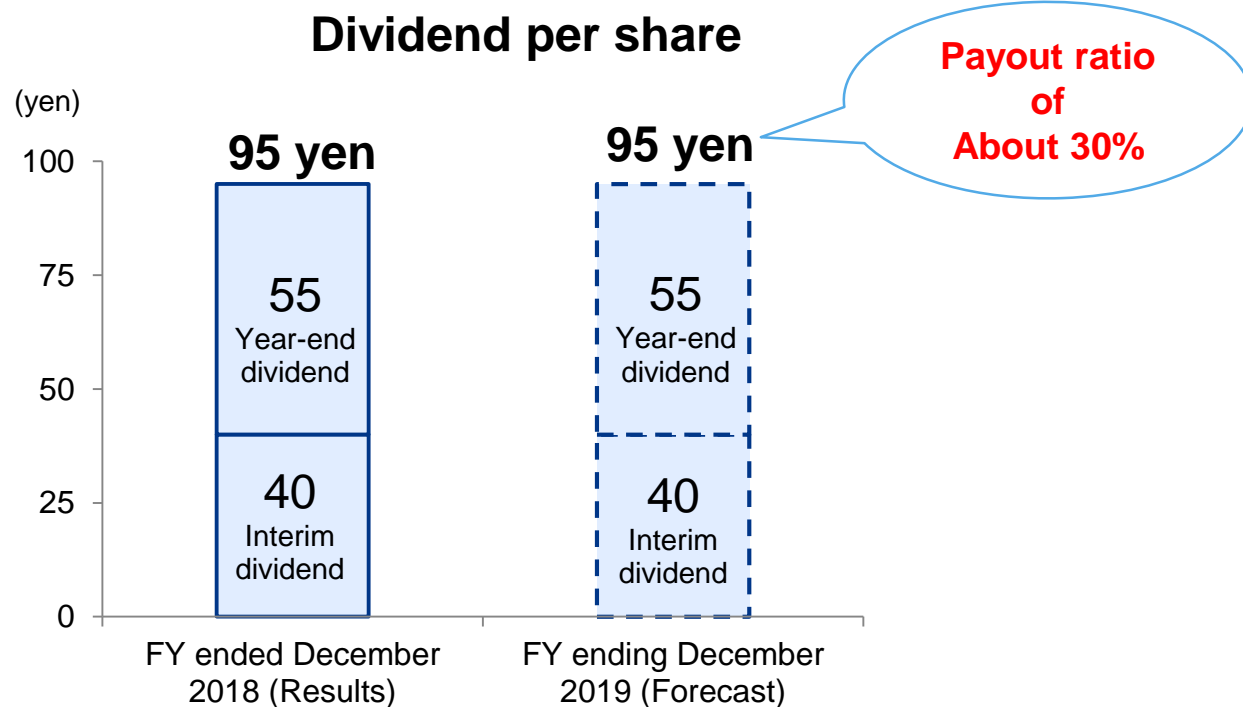 Dividend per share
Payout ratio
of
About 30%
(yen)
95 yen
95 yen
100
75
50
25
0
55
Year-end
dividend
40
Interim
dividend
55
Year-end
dividend
40
Interim
dividend
FY ended December
2018 (Results)
FY ending December
2019 (Forecast)